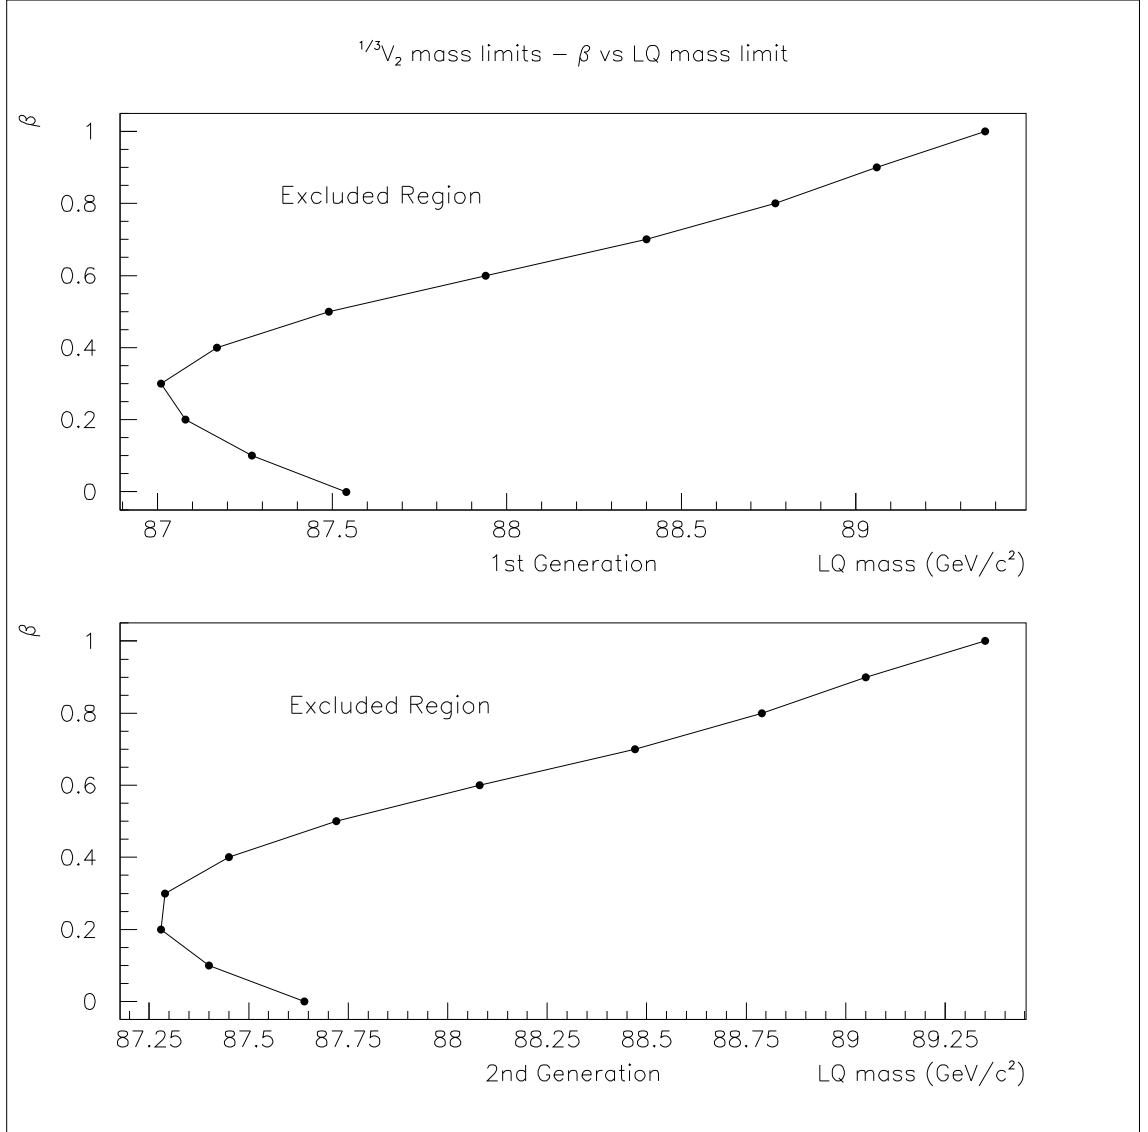 ¹/³V₂ mass limits – β vs LQ mass limit
β
1
Excluded Region
0.8
0.6
0.4
0.2
0
87 87.5 88 88.5 89
1st Generation LQ mass (GeV/c²)
β
1
Excluded Region
0.8
0.6
0.4
0.2
0
87.25 87.5 87.75 88 88.25 88.5 88.75 89 89.25
2nd Generation LQ mass (GeV/c²)